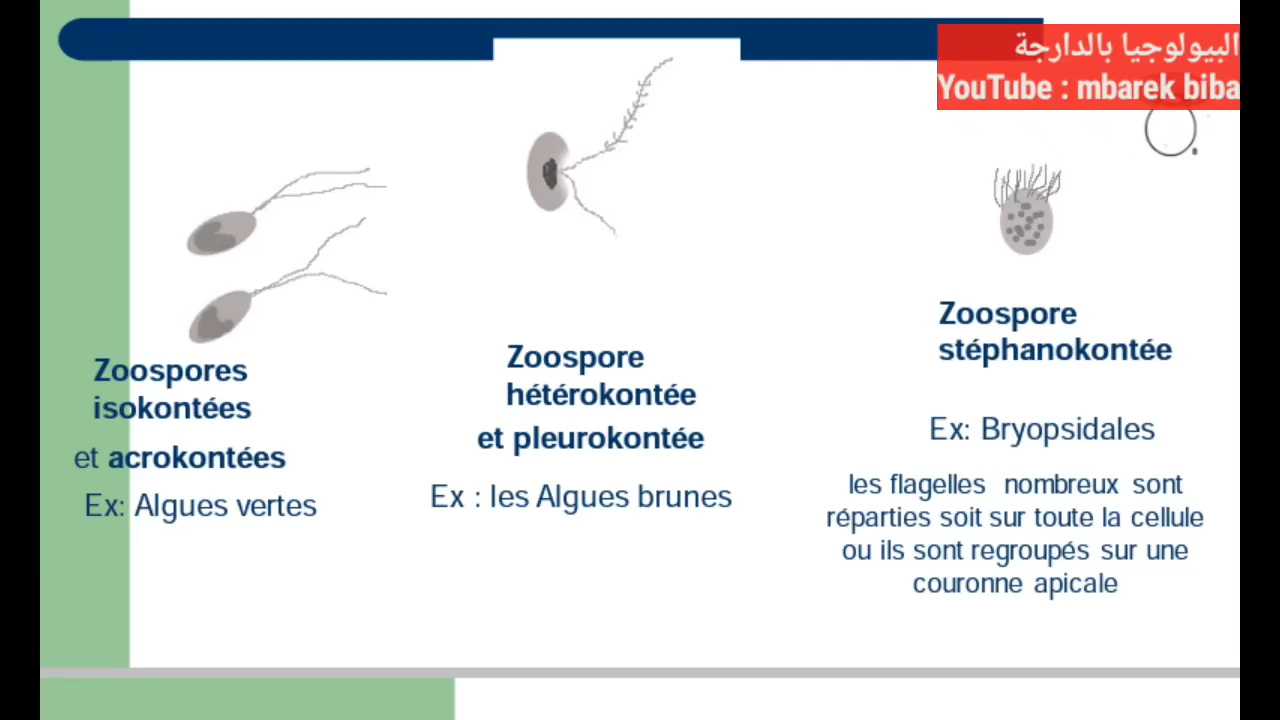 البيولوجيا بالدارجة
YouTube : mbarek biba
Zoospores
isokontées
et acrokontées
Ex: Algues vertes
Zoospore
hétérokontée
et pleurokontée
Ex : les Algues brunes
Zoospore
stéphanokontée
Ex: Bryopsidales
les flagelles nombreux sont
réparties soit sur toute la cellule
ou ils sont regroupés sur une
couronne apicale